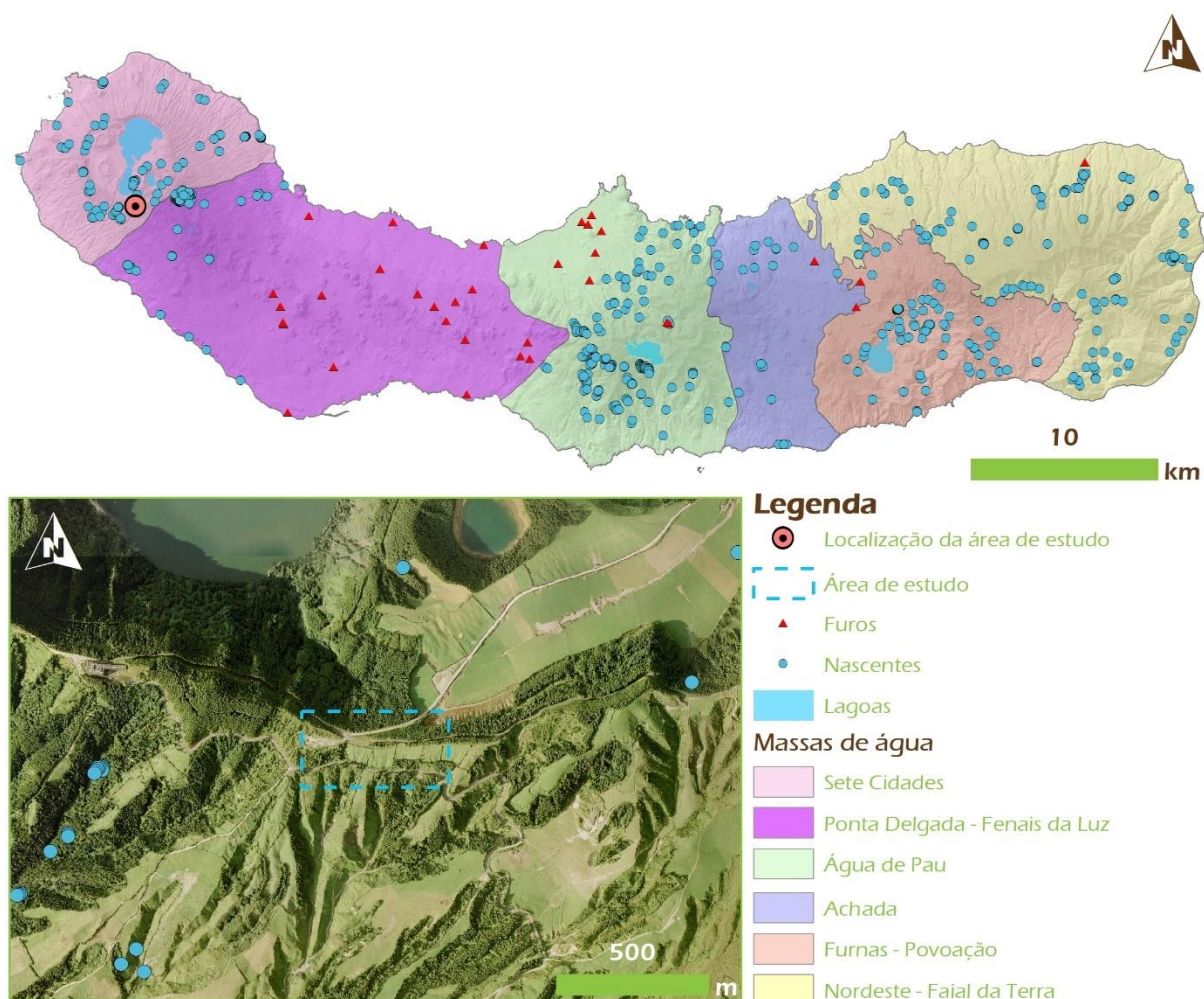 N
10
km
N
500
m
Legenda
Localização da área de estudo
Área de estudo
Furos
Nascentes
Lagoas
Massas de água
Sete Cidades
Ponta Delgada - Fenais da Luz
Água de Pau
Achada
Furnas - Povoação
Nordeste - Faial da Terra